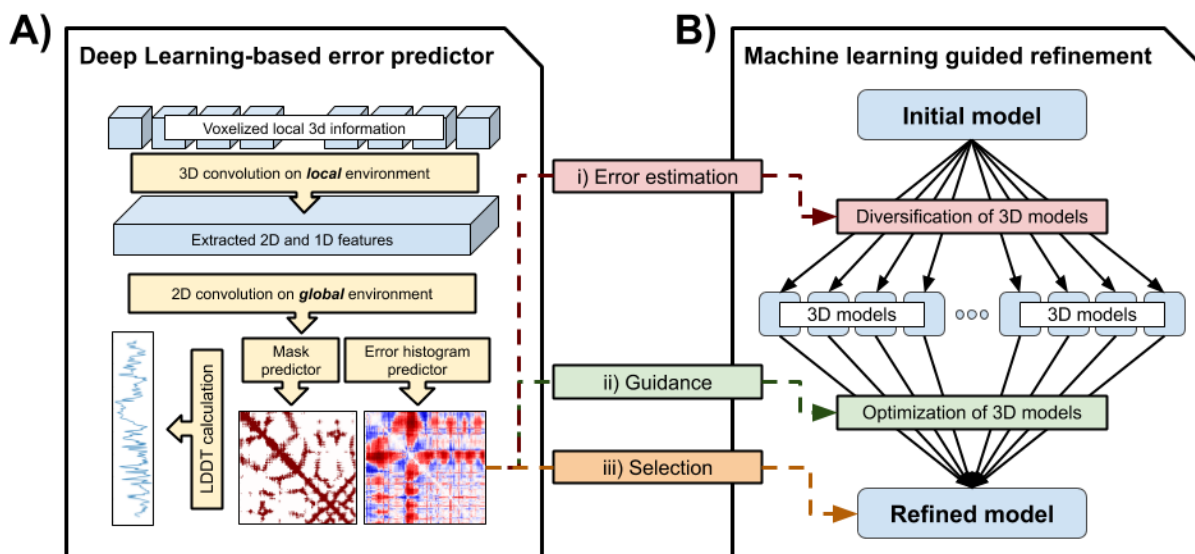 A)
Deep Learning-based error predictor
Voxelized local 3d information
3D convolution on local environment
Extracted 2D and 1D features
2D convolution on global environment
Mask
predictor
Error histogram
predictor
LDDT calculation
i) Error estimation
ii) Guidance
iii) Selection
B)
Machine learning guided refinement
Initial model
Diversification of 3D models
3D models
3D models
Optimization of 3D models
Refined model